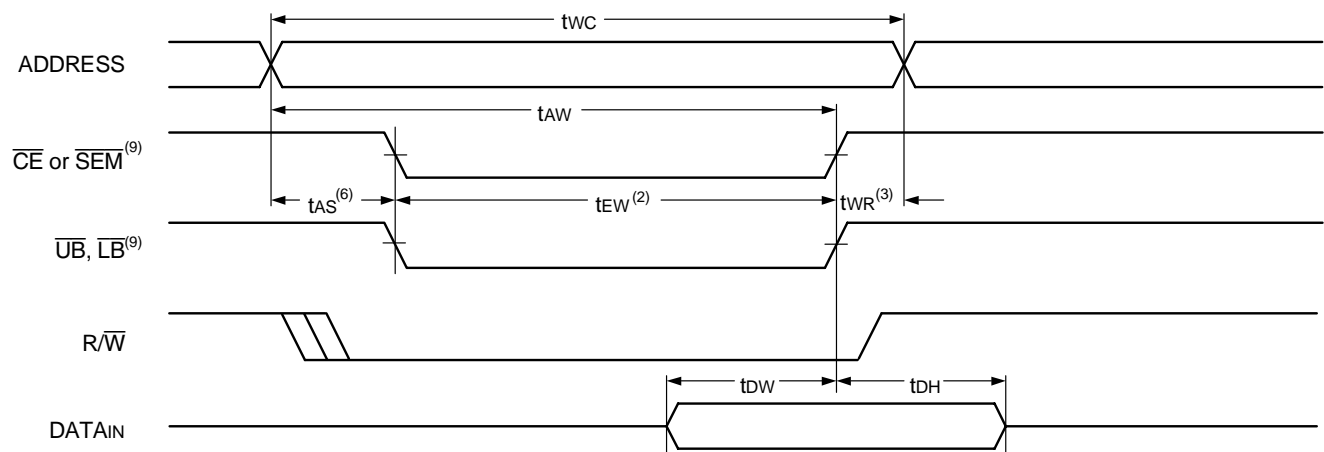 tWC
ADDRESS
tAW
CE or SEM(9)
tAS(6)
tEW(2)
tWR(3)
UB, LB(9)
R/W
tDW
tDH
DATAIN